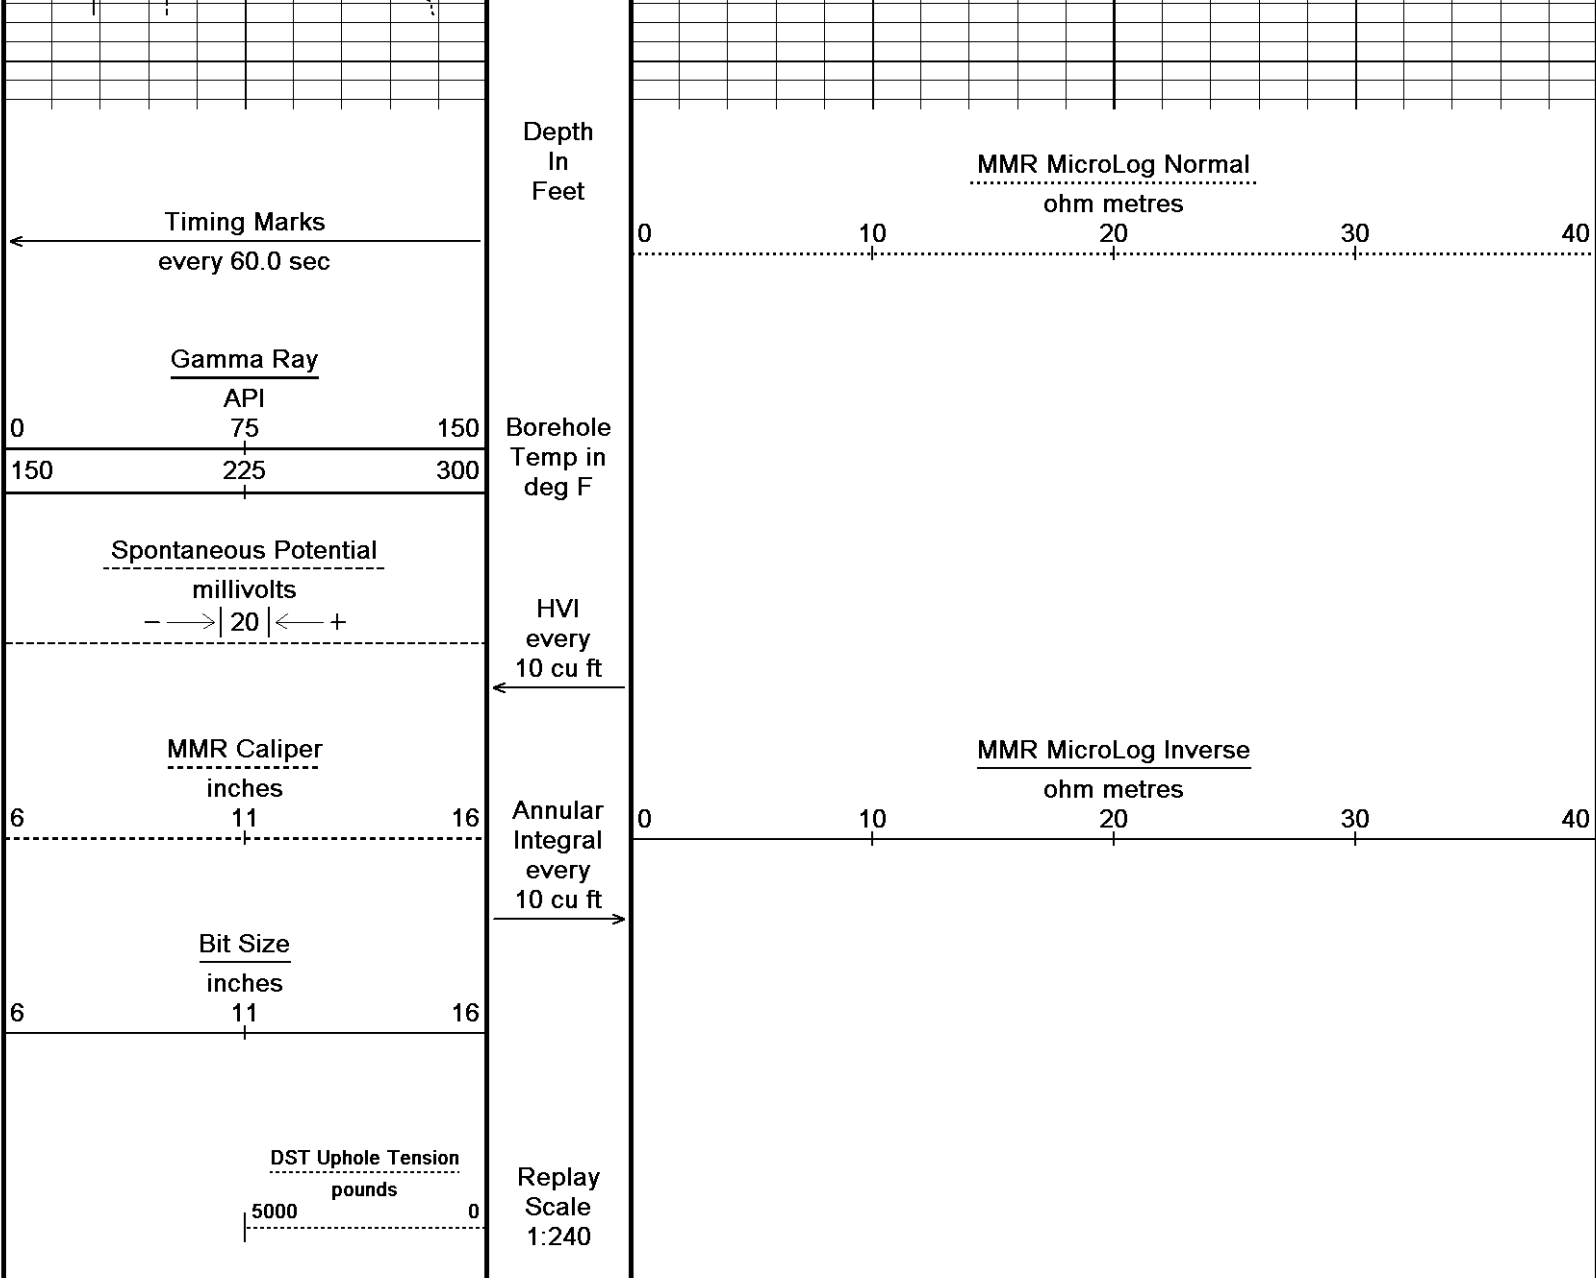 Timing Marks
every 60.0 sec
Gamma Ray
API
0 75 150
150 225 300
Spontaneous Potential
millivolts
− 20 +
MMR Caliper
inches
6 11 16
Bit Size
inches
6 11 16
DST Uphole Tension
pounds
5000 0
Depth
In
Feet
Borehole
Temp in
deg F
HVI
every
10 cu ft
Annular
Integral
every
10 cu ft
Replay
Scale
1:240
MMR MicroLog Normal
ohm metres
0 10 20 30 40
MMR MicroLog Inverse
ohm metres
0 10 20 30 40